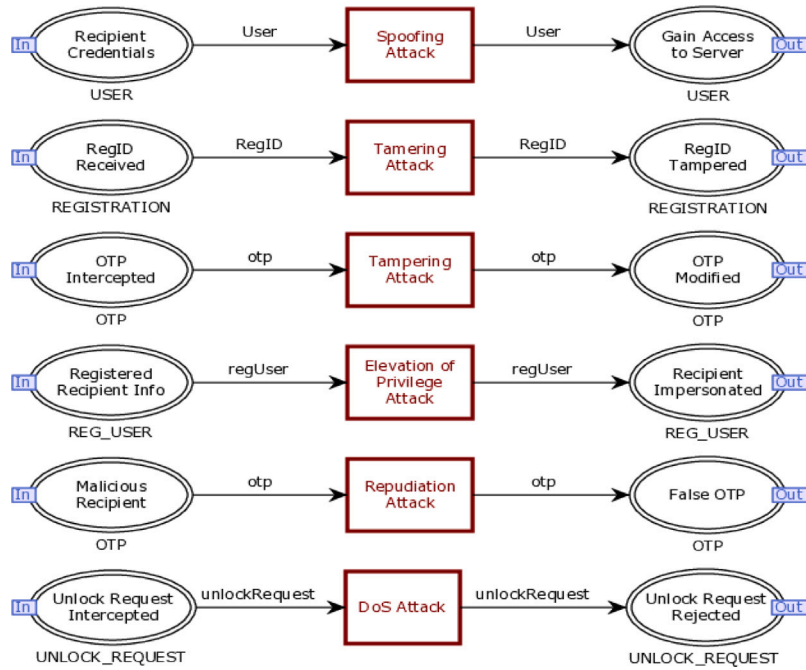 User
User
In
Recipient
Credentials
Spoofing
Attack
Gain Access
to Server
Out
USER
USER
RegID
RegID
In
RegID
Received
Tamering
Attack
RegID
Tampered
Out
REGISTRATION
REGISTRATION
otp
otp
In
OTP
Intercepted
Tampering
Attack
OTP
Modified
Out
OTP
OTP
regUser
regUser
In
Registered
Recipient Info
Elevation of
Privilege
Attack
Recipient
Impersonated
Out
REG_USER
REG_USER
otp
otp
In
Malicious
Recipient
Repudiation
Attack
False OTP
Out
OTP
OTP
unlockRequest
unlockRequest
In
Unlock Request
Intercepted
DoS Attack
Unlock Request
Rejected
Out
UNLOCK_REQUEST
UNLOCK_REQUEST